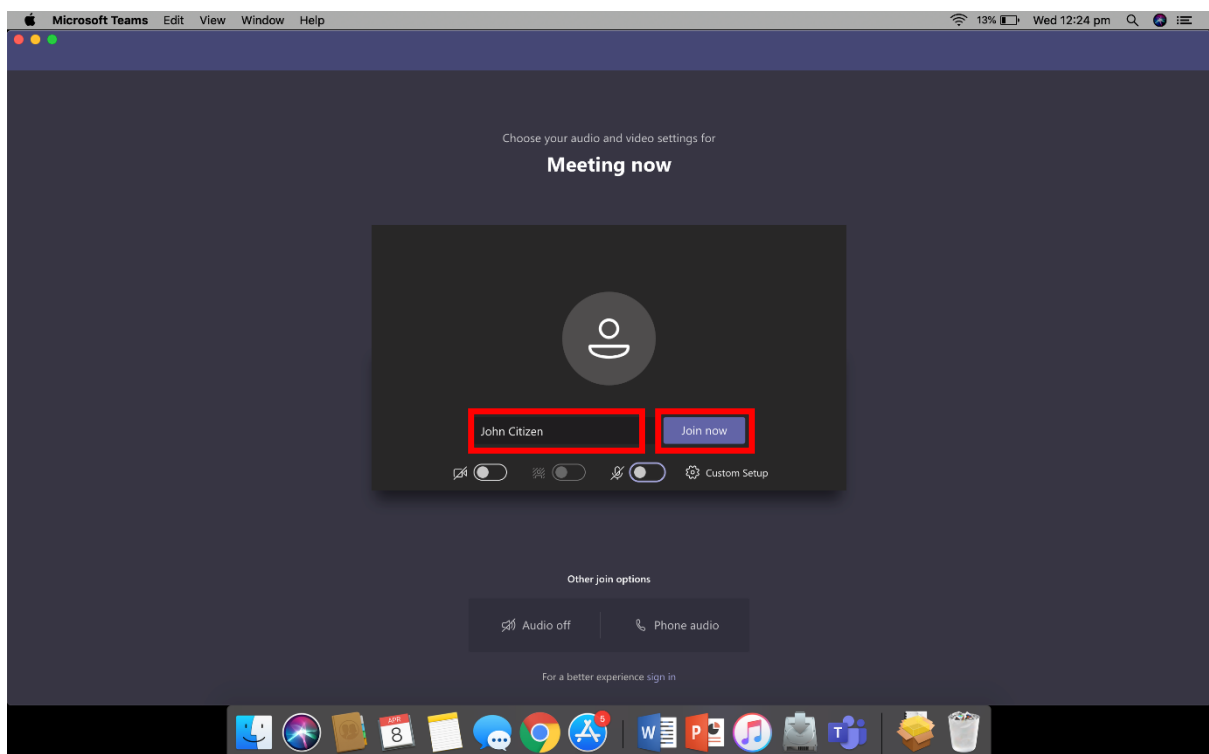 Microsoft Teams Edit View Window Help 13% Wed 12:24 pm
Choose your audio and video settings for
Meeting now
John Citizen Join now
Custom Setup
Other join options
Audio off Phone audio
For a better experience sign in
APR
8
5
W P T